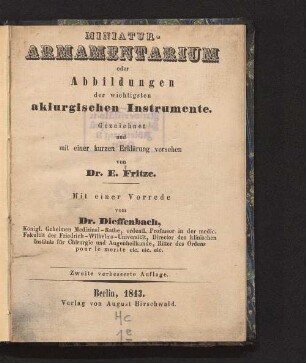 MINIATUR-
ARMAMENTARIUM
oder
Abbildungen
der wichtigsten
akiurgischen Instrumente.
Gezeichnet
und
mit einer kurzen Erklärung versehen
von
Dr. E. Fritze.
Mit einer Vorrede
vom
Dr. Dieffenbach,
Königl. Geheimen Medizinal-Rathe, ordentl. Professor in der medic.
Fakultät der Friedrich-Wilhelms-Universität, Director des klinischen
Instituts für Chirurgie und Augenheilkunde, Ritter des Ordens
pour le merite etc. etc. etc.
Zweite verbesserte Auflage.
Berlin, 1843.
Verlag von August Hirschwald.